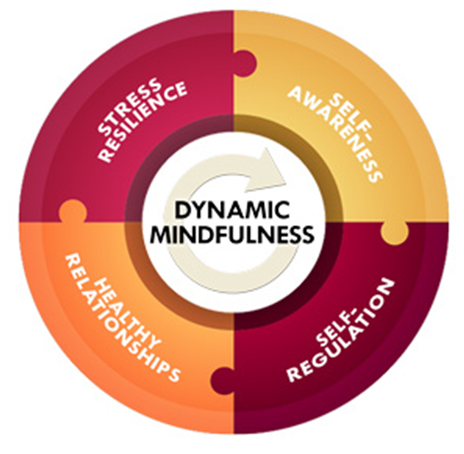 STRESS
RESILIENCE
SELF-
AWARENESS
DYNAMIC
MINDFULNESS
HEALTHY
RELATIONSHIPS
SELF-
REGULATION